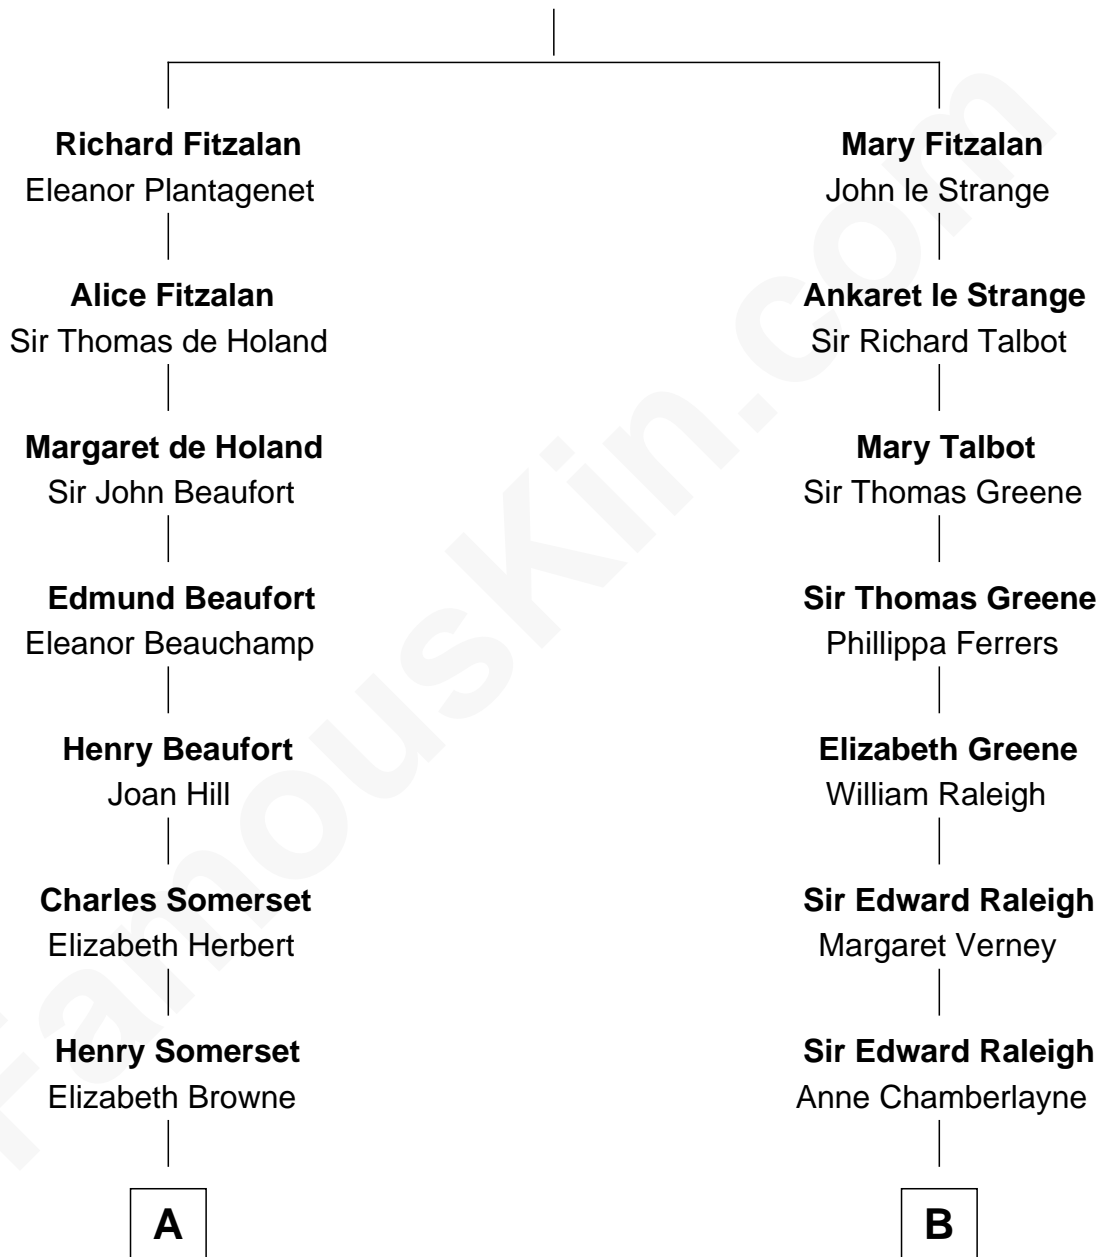 Richard Fitzalan
Eleanor Plantagenet
Alice Fitzalan
Sir Thomas de Holand
Margaret de Holand
Sir John Beaufort
Edmund Beaufort
Eleanor Beauchamp
Henry Beaufort
Joan Hill
Charles Somerset
Elizabeth Herbert
Henry Somerset
Elizabeth Browne
A
Mary Fitzalan
John le Strange
Ankaret le Strange
Sir Richard Talbot
Mary Talbot
Sir Thomas Greene
Sir Thomas Greene
Phillippa Ferrers
Elizabeth Greene
William Raleigh
Sir Edward Raleigh
Margaret Verney
Sir Edward Raleigh
Anne Chamberlayne
B
FamousKin.com